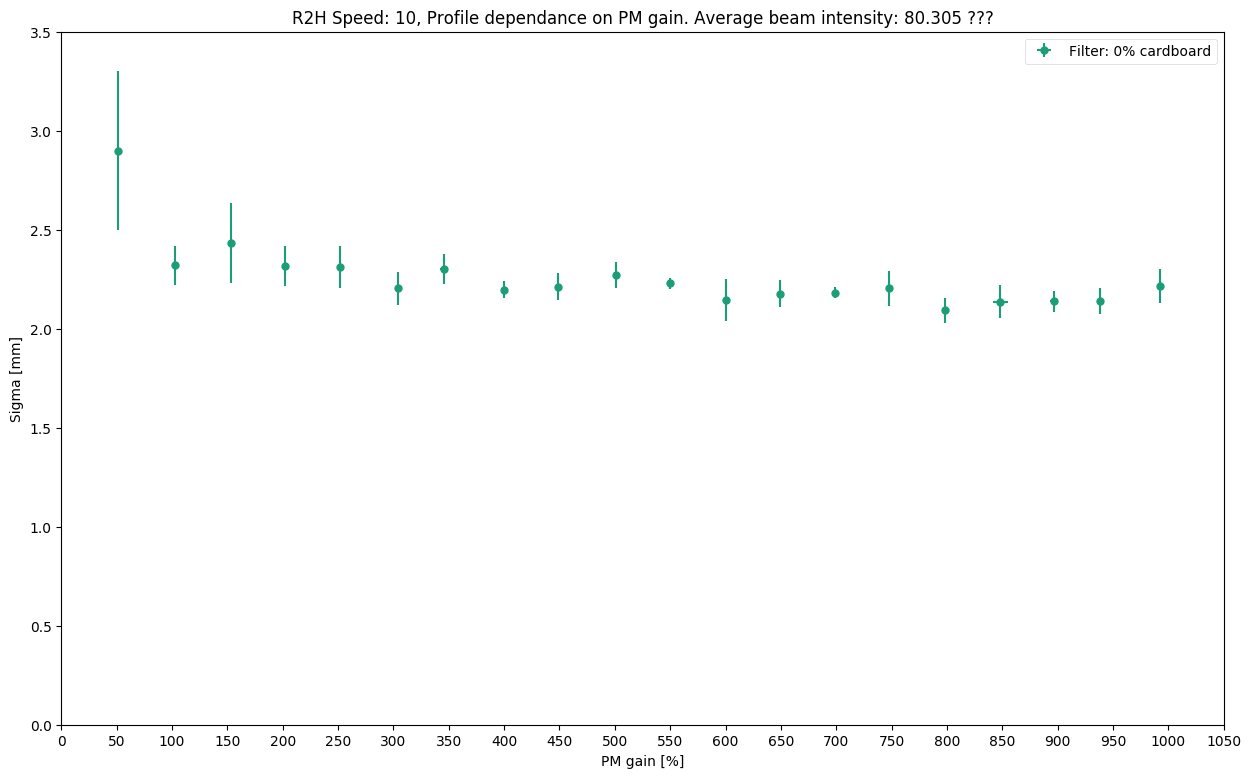 R2H Speed: 10, Profile dependance on PM gain. Average beam intensity: 80.305 ???
Filter: 0% cardboard
3.5
3.0
2.5
2.0
1.5
1.0
0.5
0.0
Sigma [mm]
0 50 100 150 200 250 300 350 400 450 500 550 600 650 700 750 800 850 900 950 1000 1050
PM gain [%]